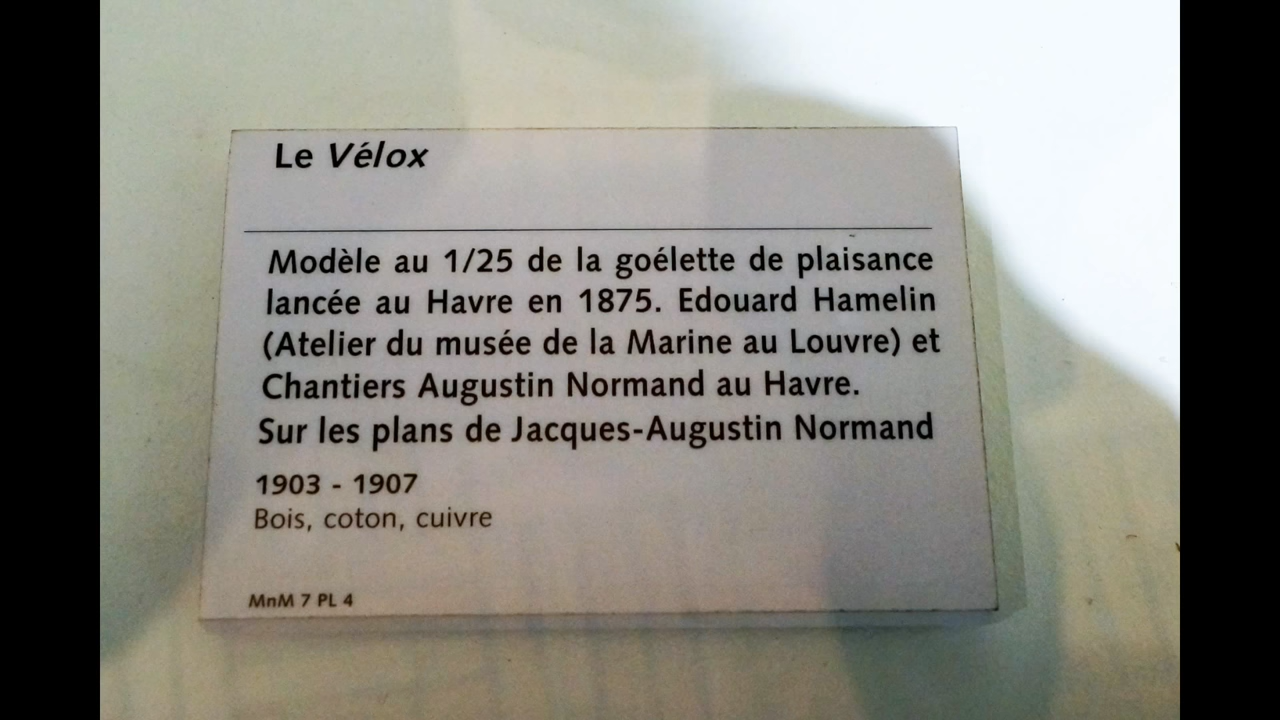 Le Vélox
Modèle au 1/25 de la goélette de plaisance
lancée au Havre en 1875. Edouard Hamelin
(Atelier du musée de la Marine au Louvre) et
Chantiers Augustin Normand au Havre.
Sur les plans de Jacques-Augustin Normand
1903 - 1907
Bois, coton, cuivre
MnM 7 PL 4